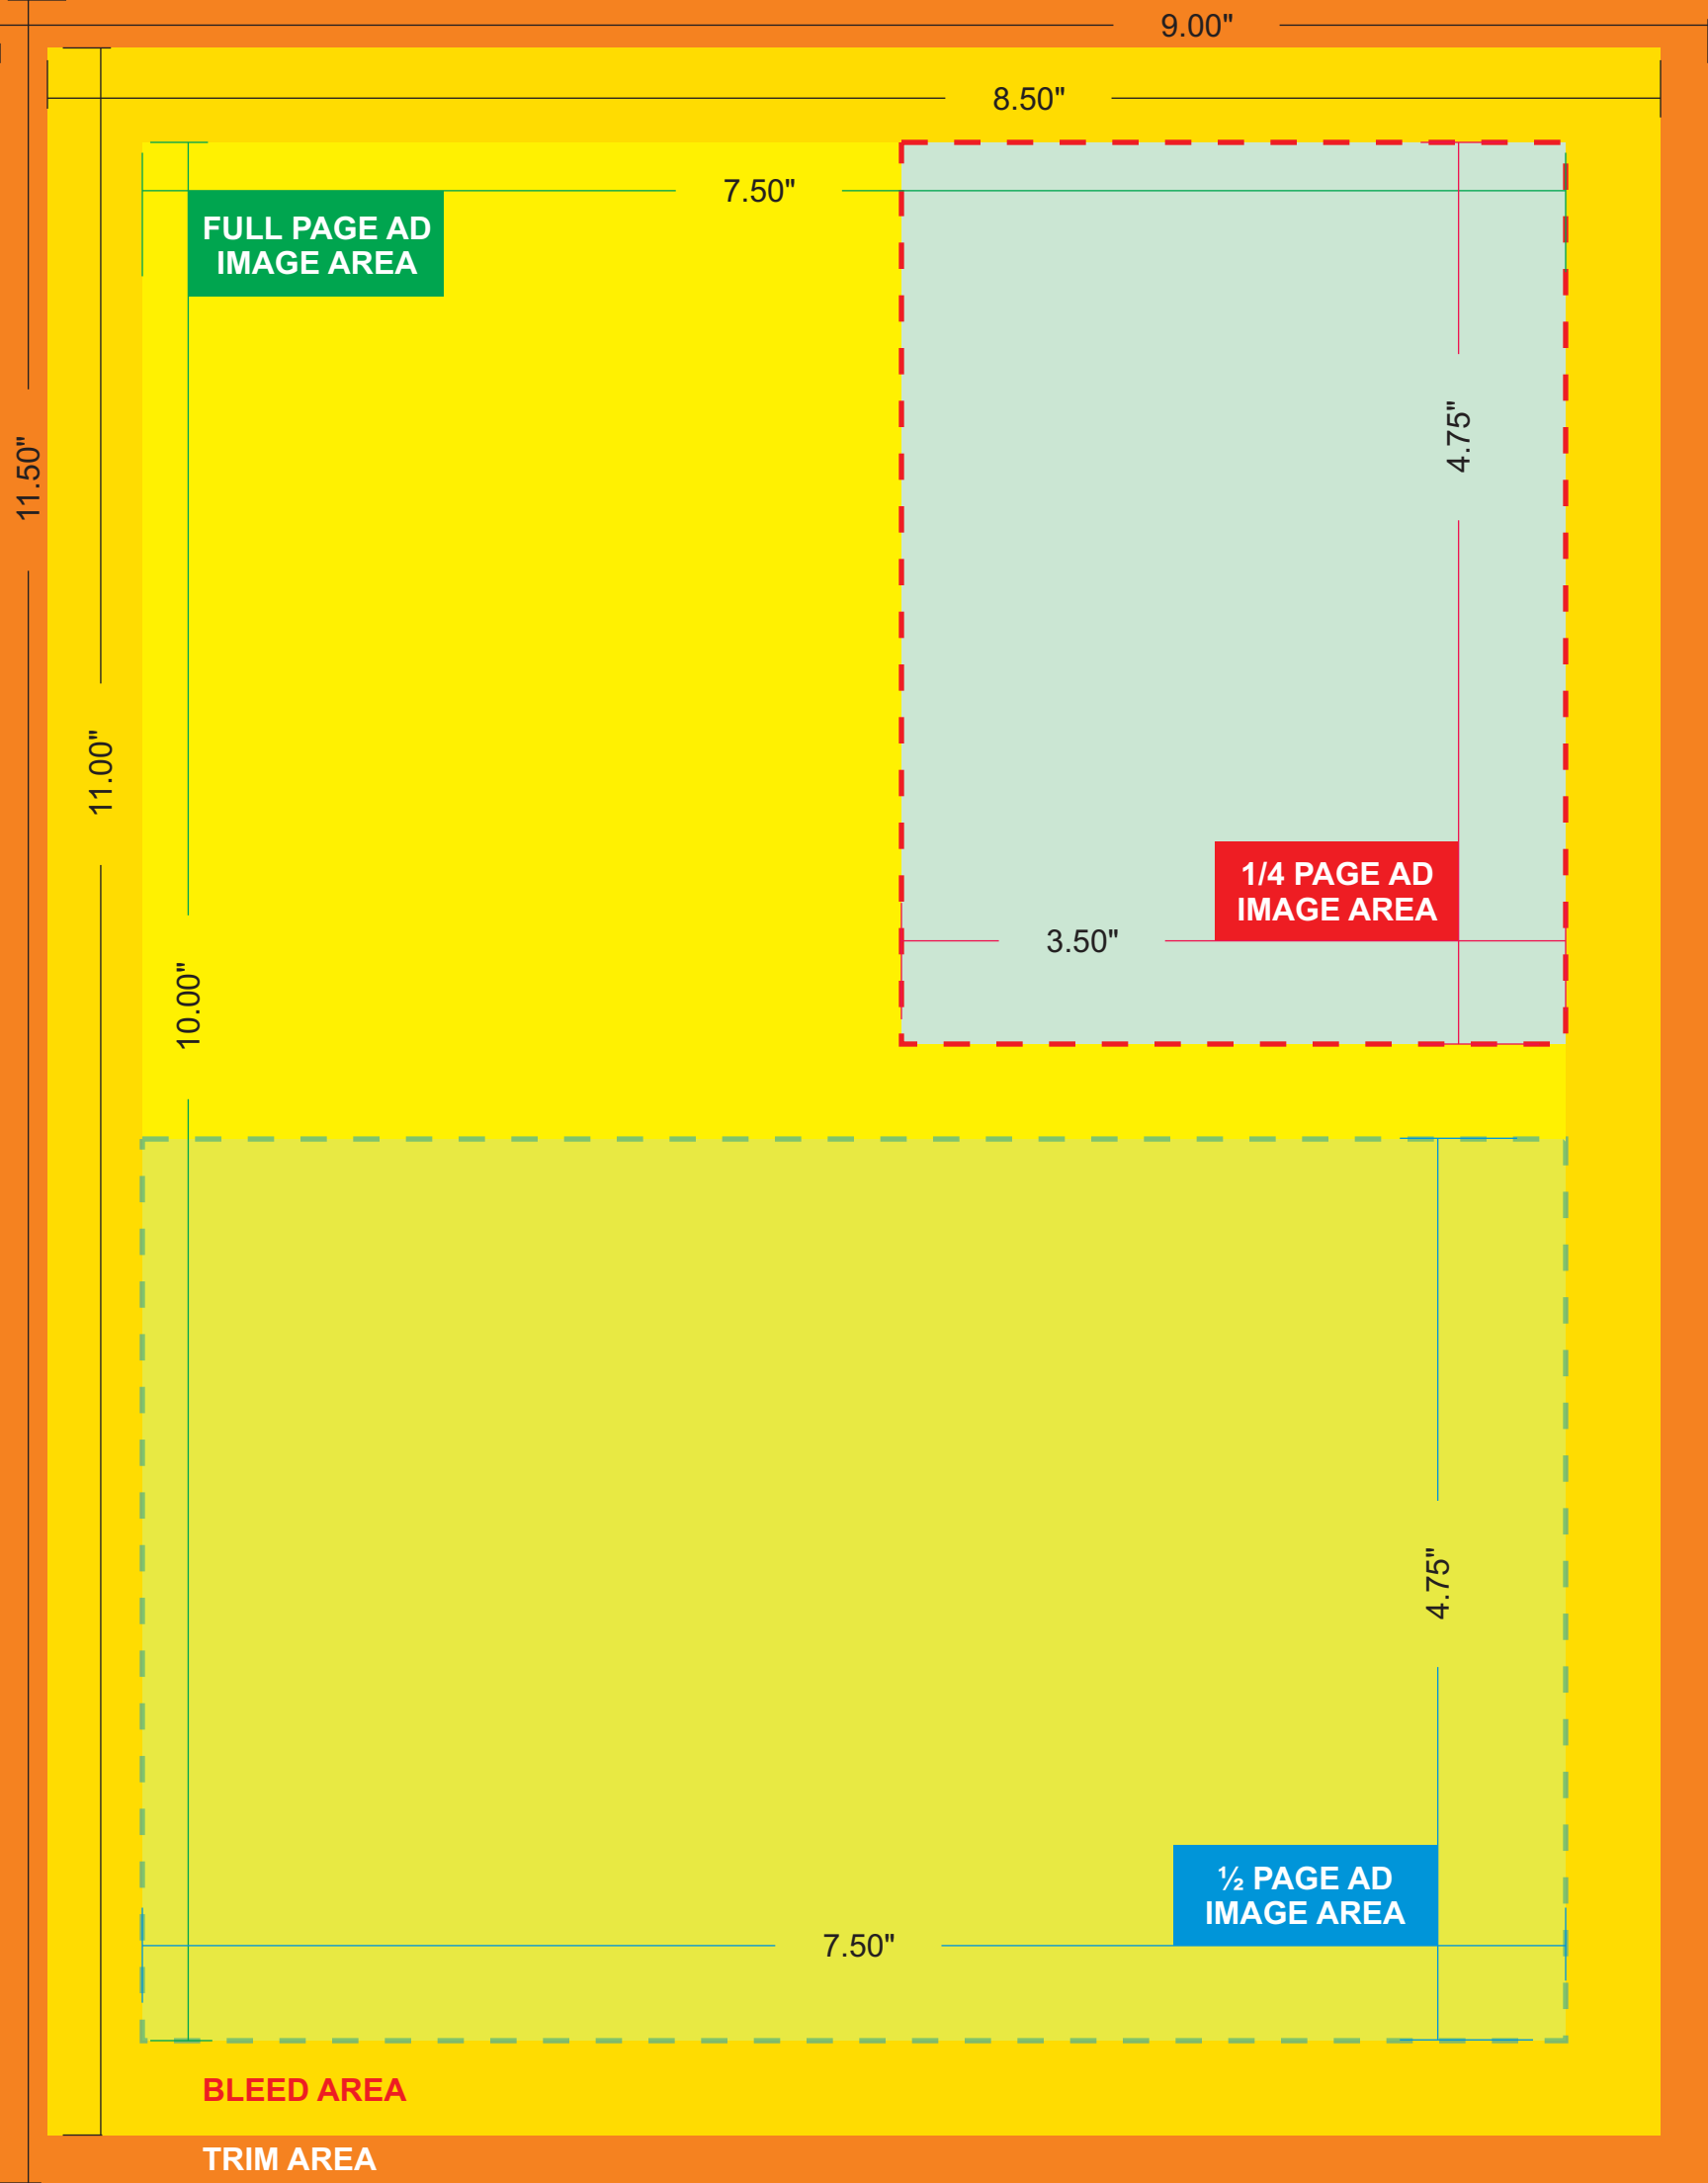 9.00"
8.50"
7.50"
FULL PAGE AD
IMAGE AREA
4.75"
11.50"
11.00"
1/4 PAGE AD
IMAGE AREA
3.50"
10.00"
4.75"
½ PAGE AD
IMAGE AREA
7.50"
BLEED AREA
TRIM AREA